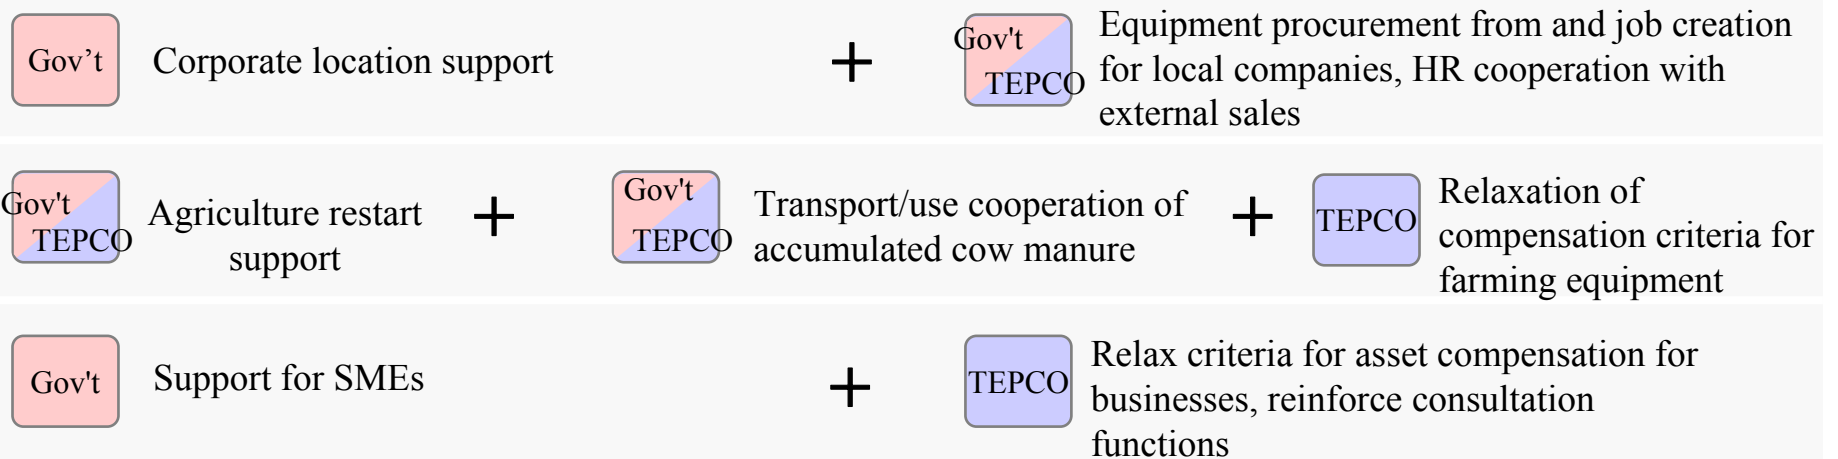 Gov’t
Corporate location support
+
Gov't
TEPCO
Equipment procurement from and job creation
for local companies, HR cooperation with
external sales
Gov't
TEPCO
Agriculture restart
support
+
Gov't
TEPCO
Transport/use cooperation of
accumulated cow manure
+
TEPCO
Relaxation of
compensation criteria for
farming equipment
Gov't
Support for SMEs
+
TEPCO
Relax criteria for asset compensation for
businesses, reinforce consultation
functions